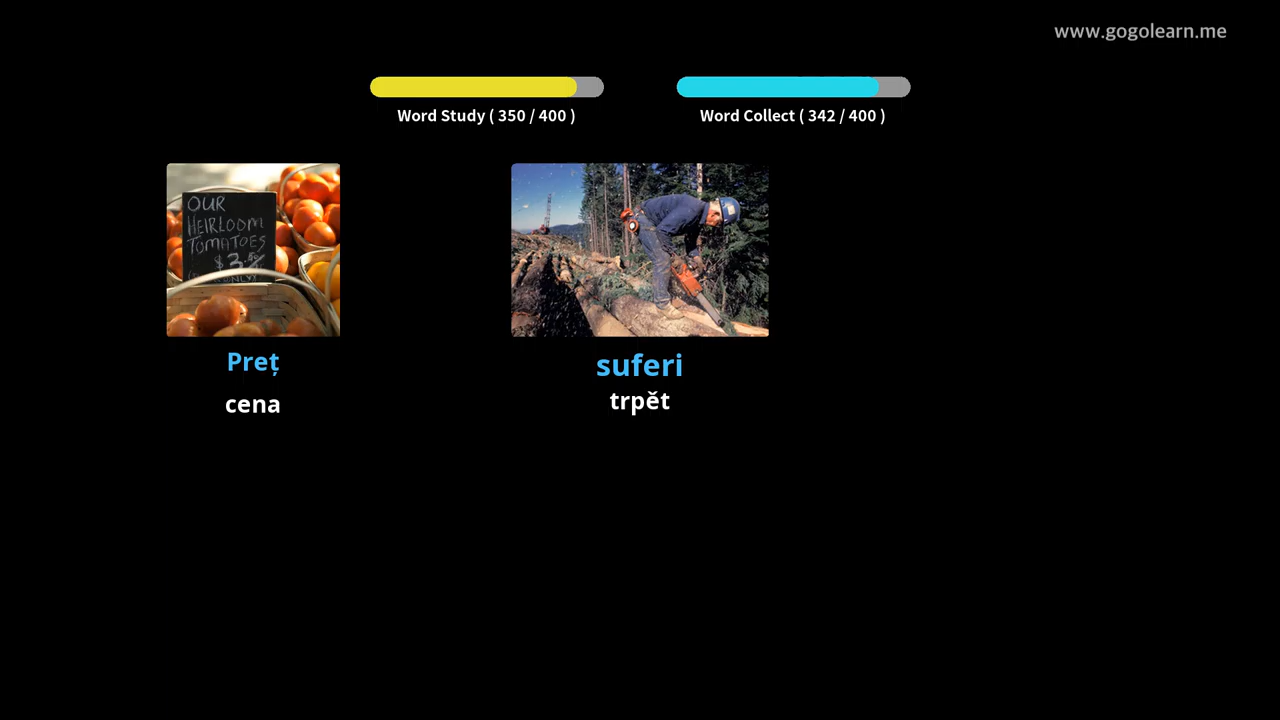 www.gogolearn.me
Word Study ( 350 / 400 )
Word Collect ( 342 / 400 )
OUR
HEIRLOOM
TOMATOES
Preț
cena
suferi
trpět